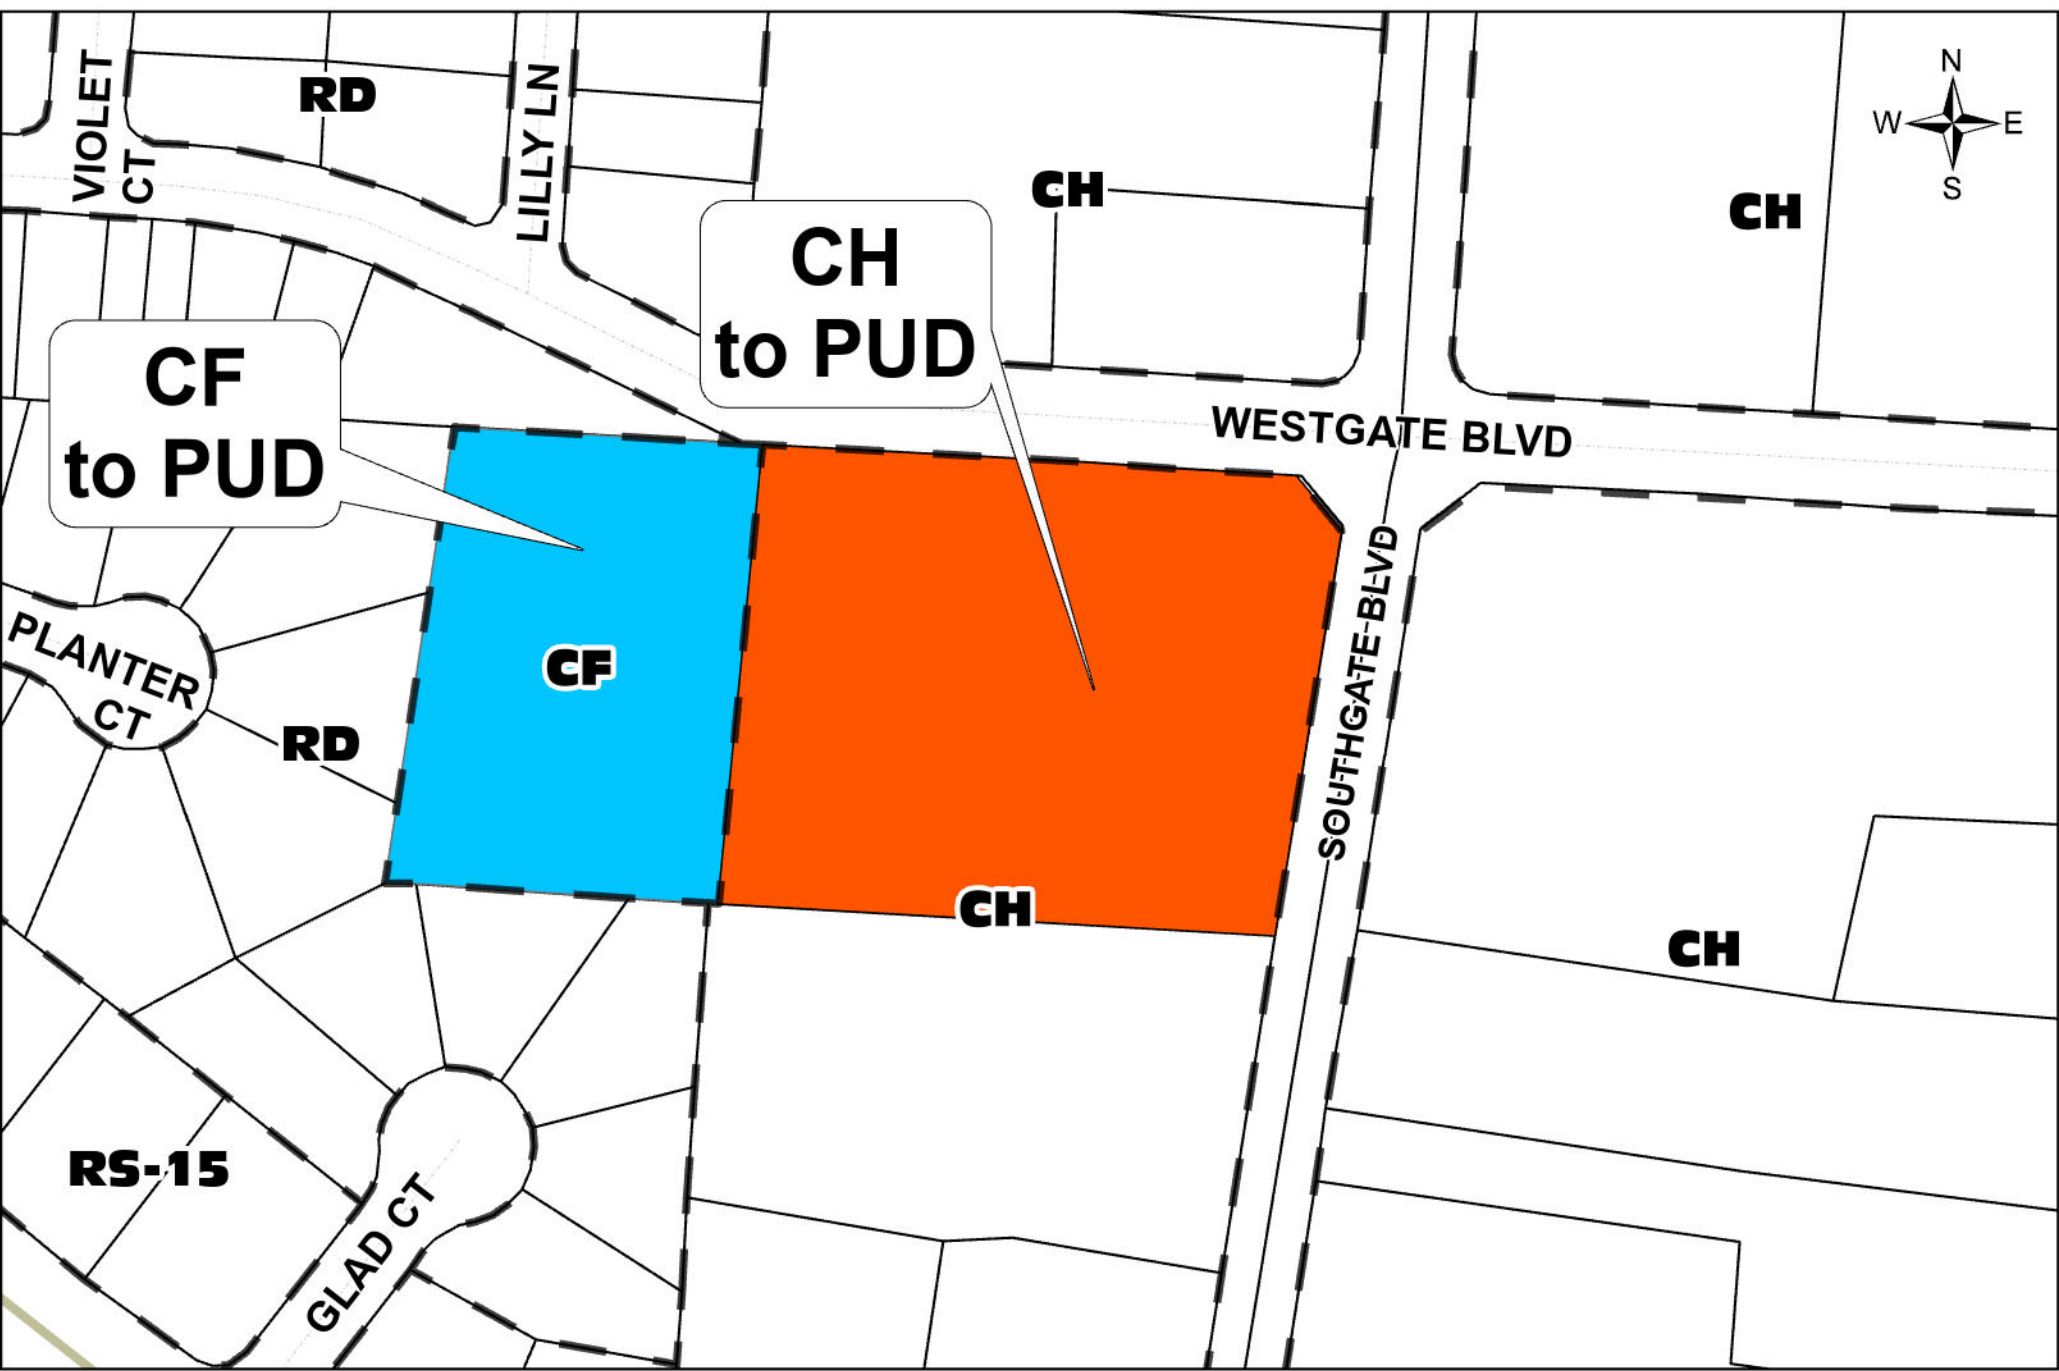 VIOLET
CT
RD
LILLY LN
N
W
E
S
CH
CH
CH
to PUD
CF
to PUD
WESTGATE BLVD
SOUTHGATE BLVD
PLANTER
CT
CF
RD
CH
CH
RS-15
GLAD CT